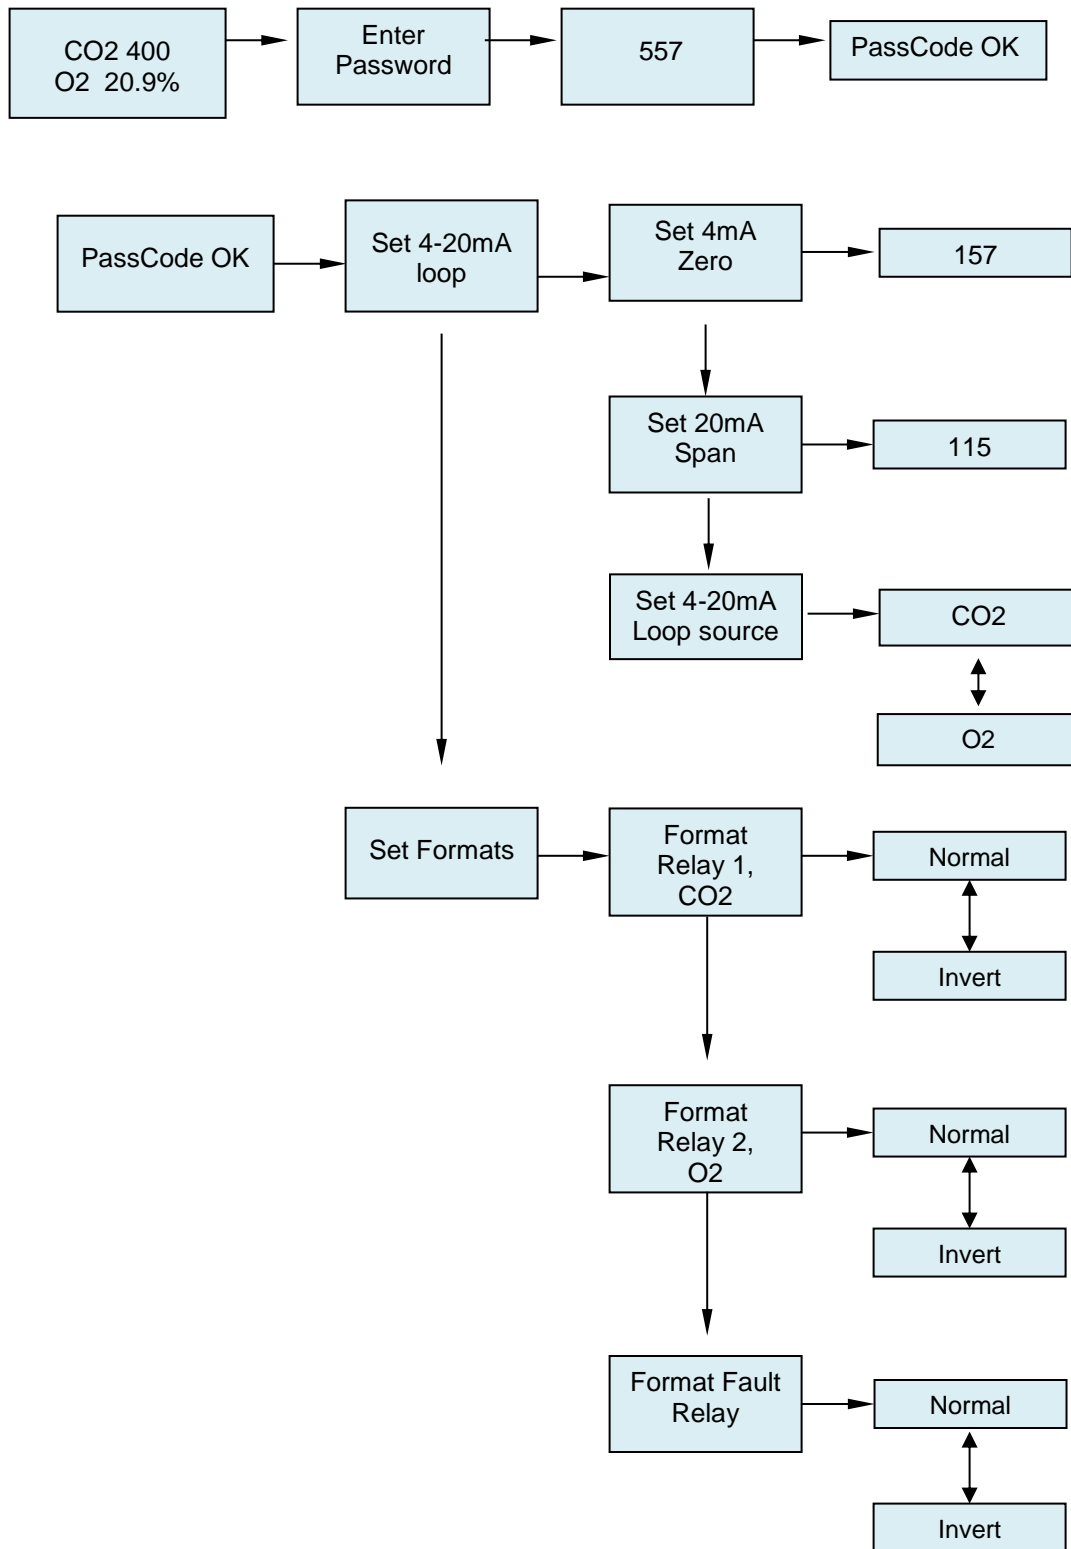 CO2 400
O2  20.9%
Enter
Password
557
PassCode OK
PassCode OK
Set 4-20mA
loop
Set 4mA
Zero
157
Set 20mA
Span
115
Set 4-20mA
Loop source
CO2
O2
Set Formats
Format
Relay 1,
CO2
Normal
Invert
Format
Relay 2,
O2
Normal
Invert
Format Fault
Relay
Normal
Invert